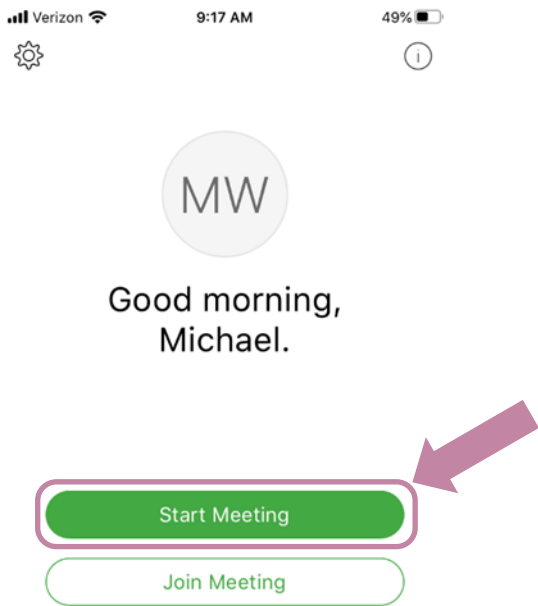 Verizon 9:17 AM 49%
i
MW
Good morning,
Michael.
Start Meeting
Join Meeting